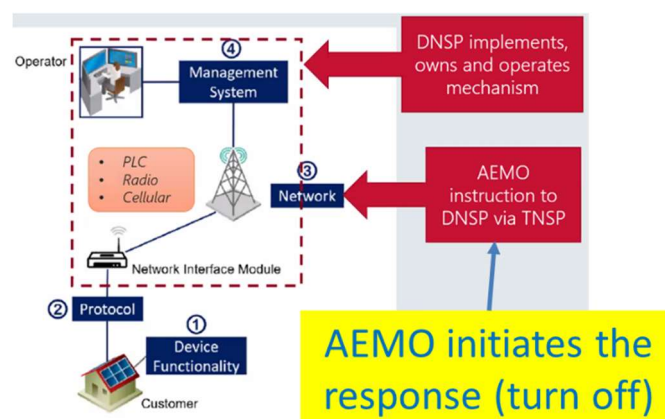 Operator
④
Management
System
DNSP implements,
owns and operates
mechanism
• PLC
• Radio
• Cellular
③
Network
AEMO
instruction to
DNSP via TNSP
Network Interface Module
② Protocol
①
Device
Functionality
Customer
AEMO initiates the
response (turn off)